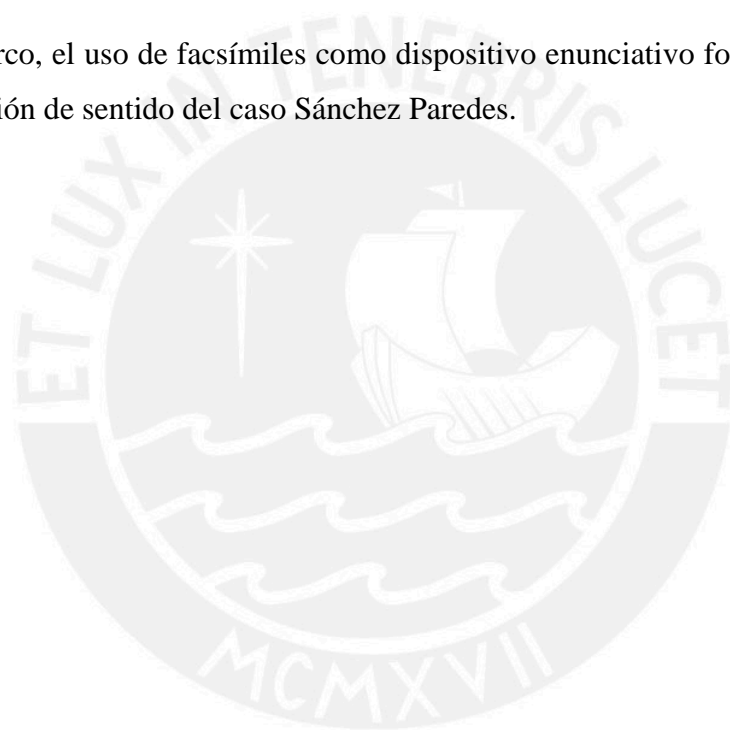 rco, el uso de facsímiles como dispositivo enunciativo fo
ión de sentido del caso Sánchez Paredes.
ET LUX IN TENEBRIS LUCET
MCMXVII